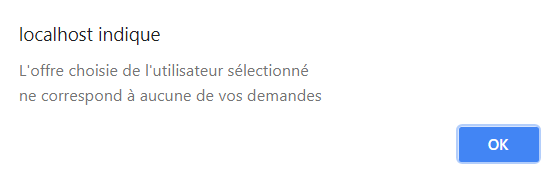 localhost indique
L'offre choisie de l'utilisateur sélectionné
ne correspond à aucune de vos demandes
OK